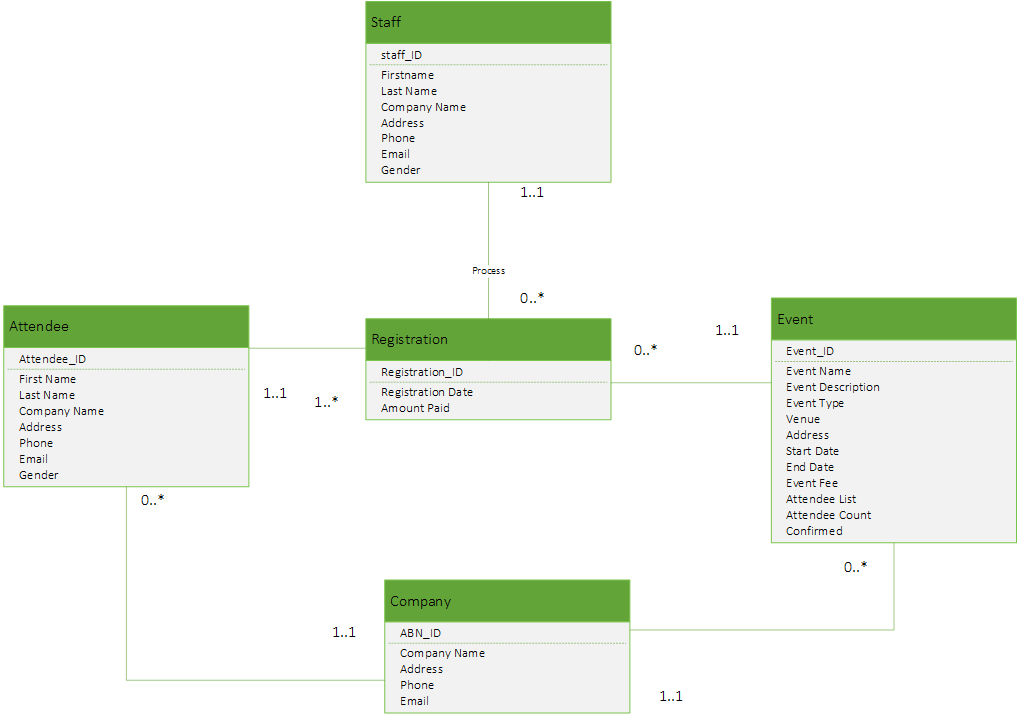 Staff
staff_ID
Firstname
Last Name
Company Name
Address
Phone
Email
Gender
1..1
Process
0..*
Attendee
Attendee_ID
First Name
Last Name
Company Name
Address
Phone
Email
Gender
1..1
1..*
0..*
Registration
Registration_ID
Registration Date
Amount Paid
0..*
1..1
Event
Event_ID
Event Name
Event Description
Event Type
Venue
Address
Start Date
End Date
Event Fee
Attendee List
Attendee Count
Confirmed
0..*
1..1
Company
ABN_ID
Company Name
Address
Phone
Email
1..1